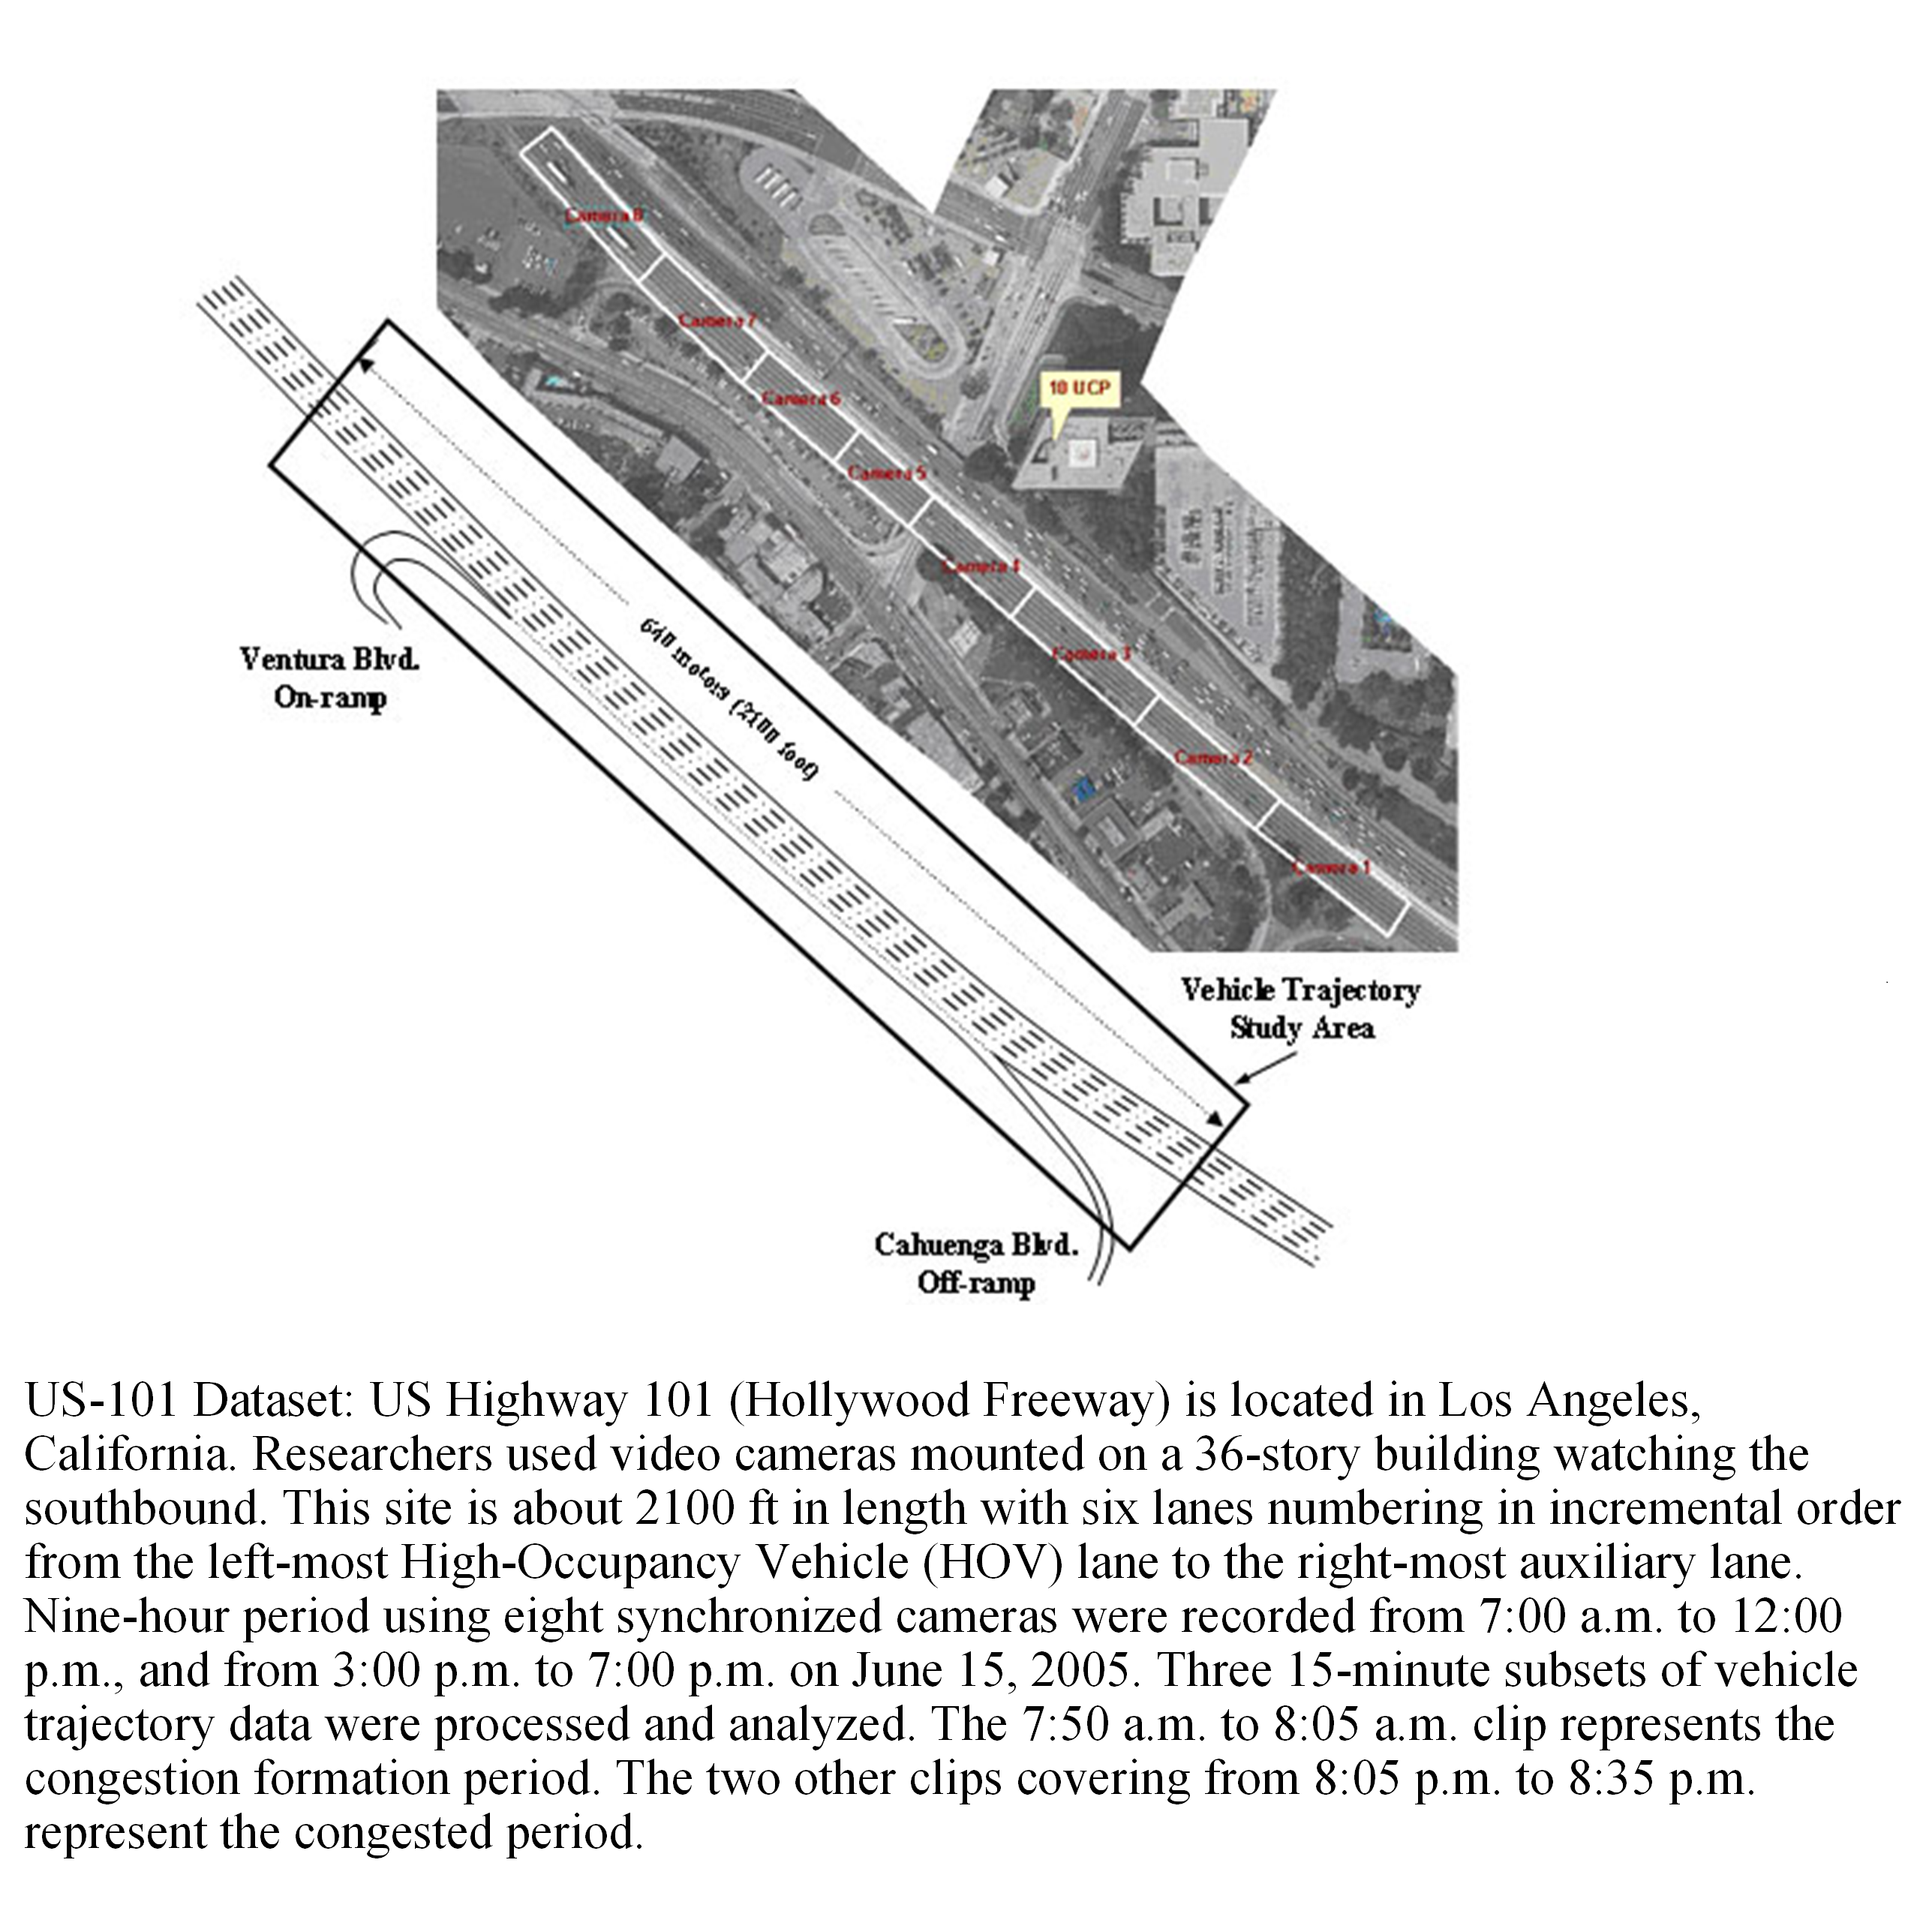 Camera 8
Camera 7
Camera 6
10 UCP
Camera 5
Camera 4
Camera 3
Camera 2
Camera 1
640 meters (2100 feet)
Ventura Blvd.
On-ramp
Vehicle Trajectory
Study Area
Cahuenga Blvd.
Off-ramp
US-101 Dataset: US Highway 101 (Hollywood Freeway) is located in Los Angeles,
California. Researchers used video cameras mounted on a 36-story building watching the
southbound. This site is about 2100 ft in length with six lanes numbering in incremental order
from the left-most High-Occupancy Vehicle (HOV) lane to the right-most auxiliary lane.
Nine-hour period using eight synchronized cameras were recorded from 7:00 a.m. to 12:00
p.m., and from 3:00 p.m. to 7:00 p.m. on June 15, 2005. Three 15-minute subsets of vehicle
trajectory data were processed and analyzed. The 7:50 a.m. to 8:05 a.m. clip represents the
congestion formation period. The two other clips covering from 8:05 p.m. to 8:35 p.m.
represent the congested period.